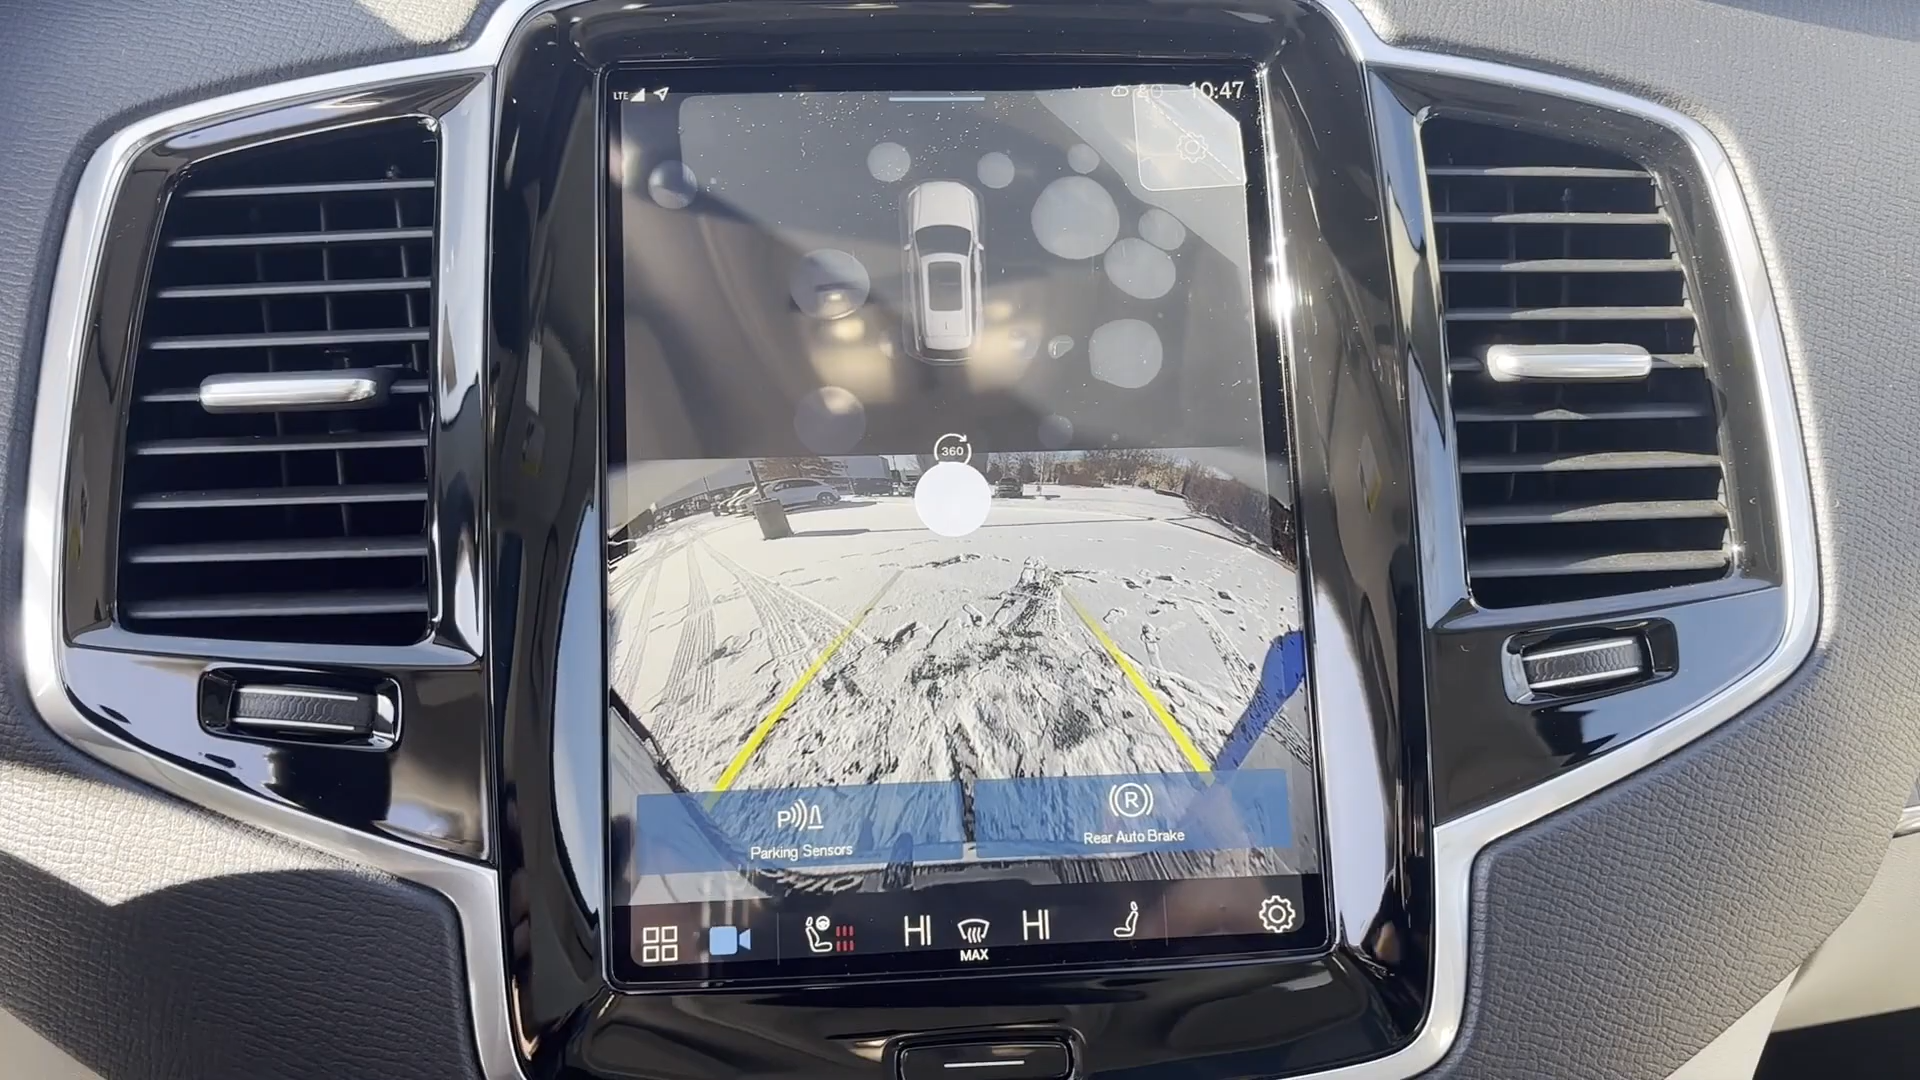 LTE
10:47
360
P
R
Parking Sensors
Rear Auto Brake
HI
HI
MAX